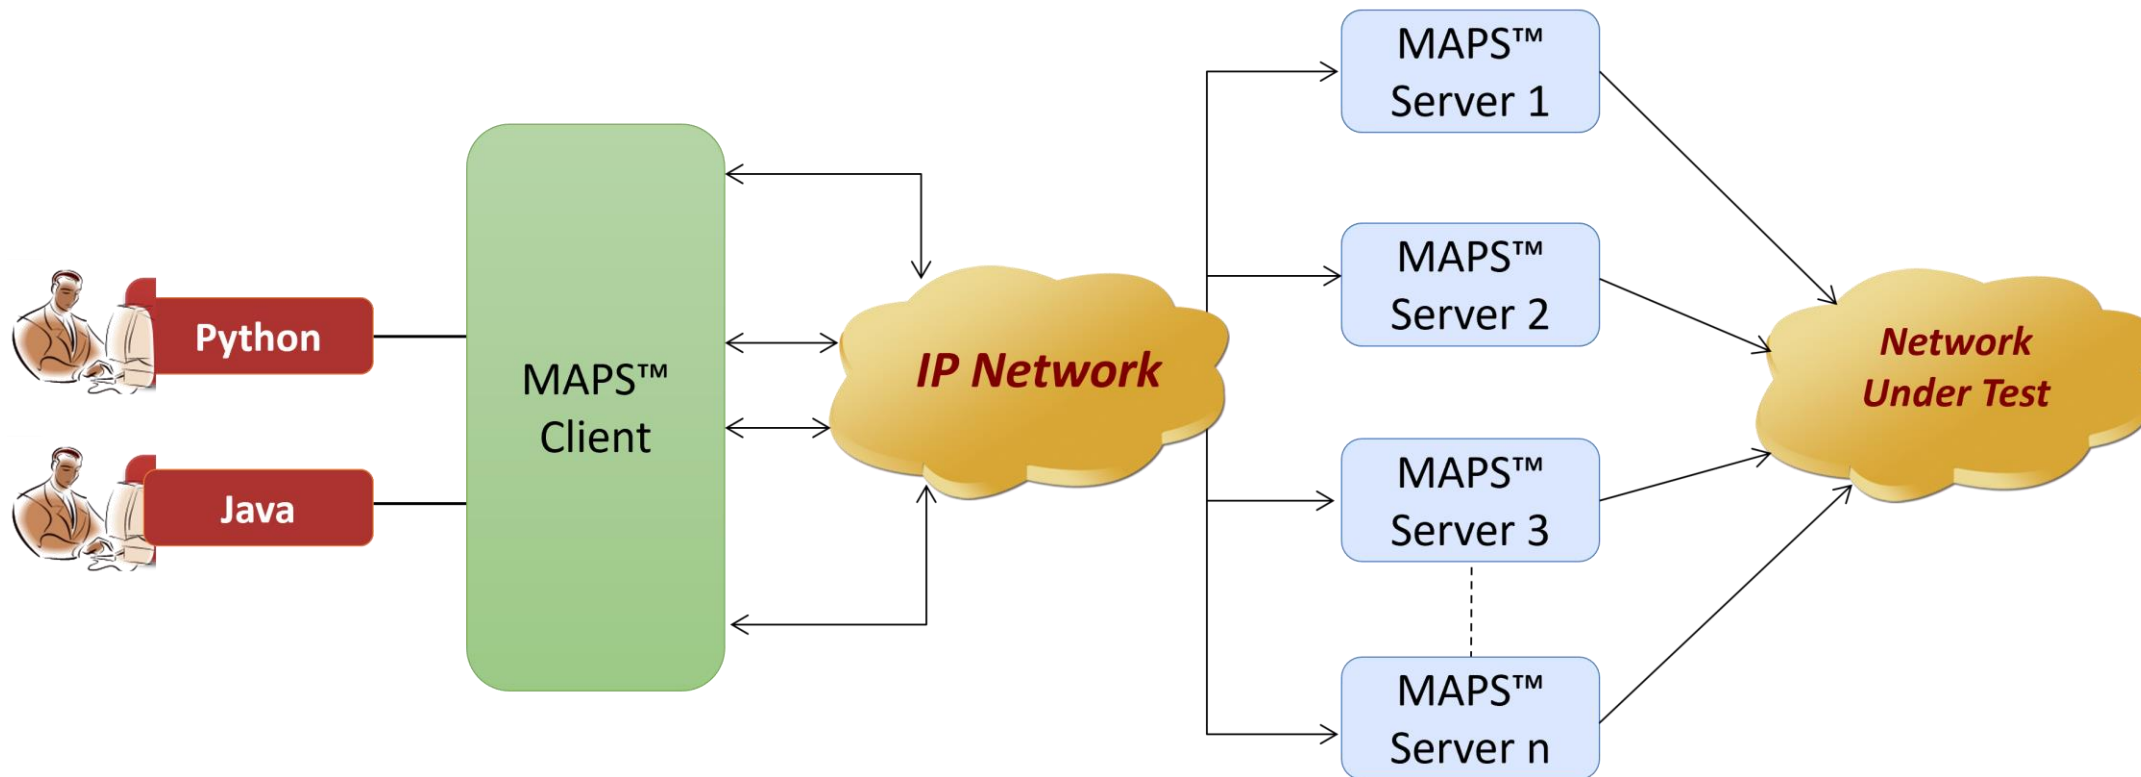 Python
Java
MAPS™
Client
IP Network
MAPS™
Server 1
MAPS™
Server 2
MAPS™
Server 3
MAPS™
Server n
Network
Under Test